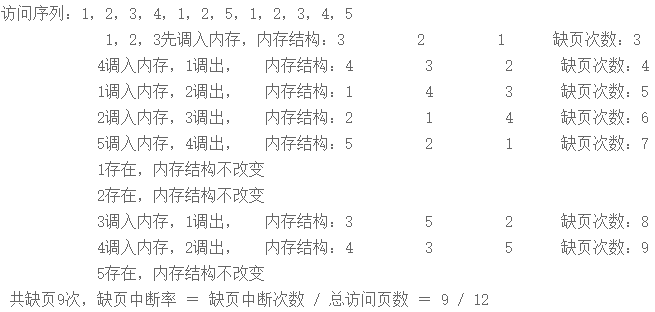 访问序列：1，2，3，4，1，2，5，1，2，3，4，5
1，2，3先调入内存，内存结构：3 2 1 缺页次数：3
4调入内存，1调出， 内存结构：4 3 2 缺页次数：4
1调入内存，2调出， 内存结构：1 4 3 缺页次数：5
2调入内存，3调出， 内存结构：2 1 4 缺页次数：6
5调入内存，4调出， 内存结构：5 2 1 缺页次数：7
1存在，内存结构不改变
2存在，内存结构不改变
3调入内存，1调出， 内存结构：3 5 2 缺页次数：8
4调入内存，2调出， 内存结构：4 3 5 缺页次数：9
5存在，内存结构不改变
共缺页9次，缺页中断率 = 缺页中断次数 / 总访问页数 = 9 / 12